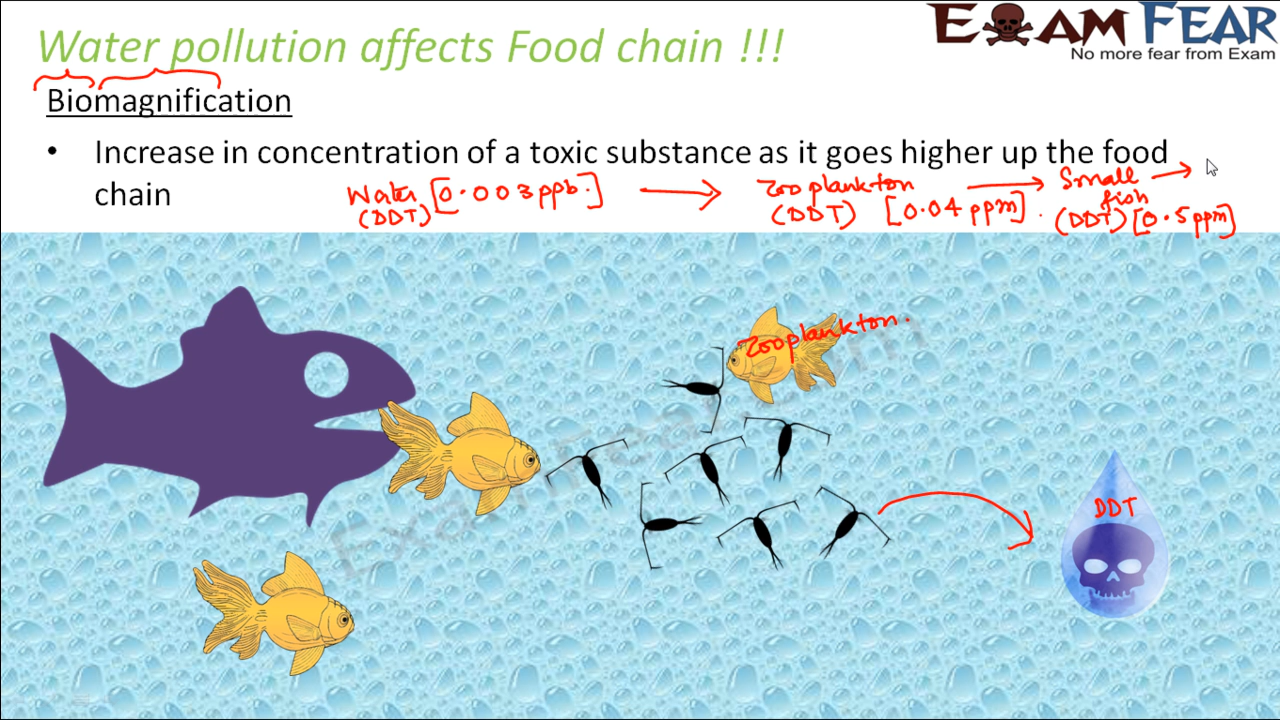 Water pollution affects Food chain !!!
EXAM FEAR
No more fear from Exam
Biomagnification
• Increase in concentration of a toxic substance as it goes higher up the food
chain
Water [0.003 ppb.] → Zooplankton → Small
fish →
(DDT) (DDT) [0.04 ppm]. (DDT) [0.5 ppm]
Zooplankton.
DDT